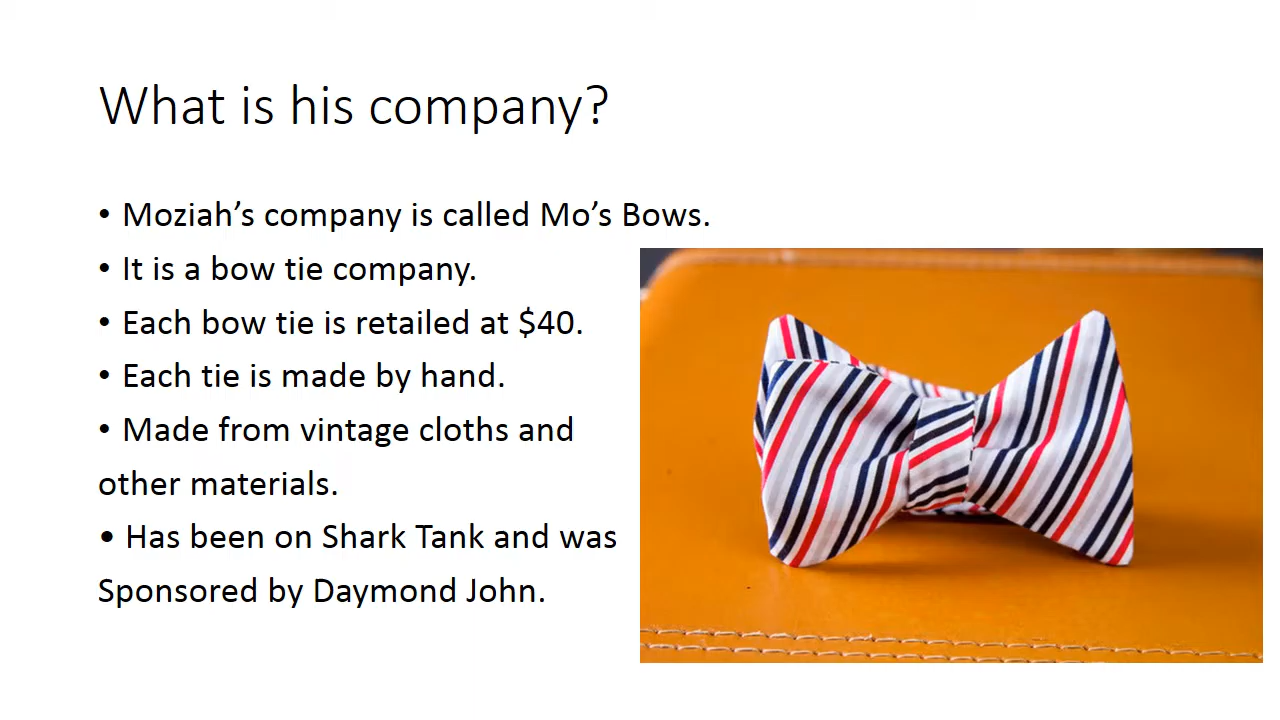 What is his company?
• Moziah’s company is called Mo’s Bows.
• It is a bow tie company.
• Each bow tie is retailed at $40.
• Each tie is made by hand.
• Made from vintage cloths and
other materials.
• Has been on Shark Tank and was
Sponsored by Daymond John.